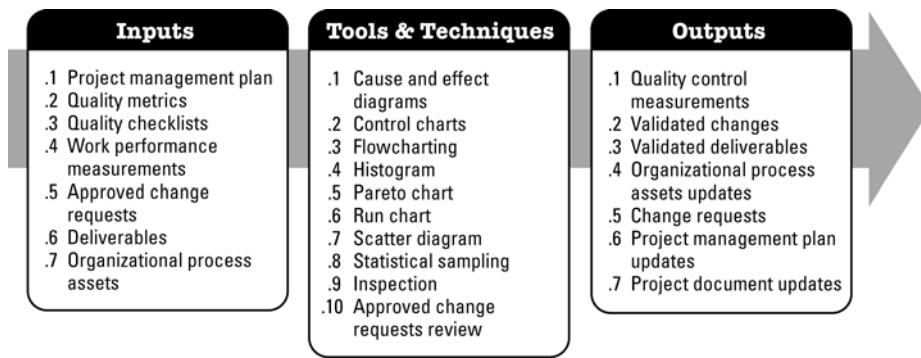 Inputs
.1 Project management plan
.2 Quality metrics
.3 Quality checklists
.4 Work performance
measurements
.5 Approved change
requests
.6 Deliverables
.7 Organizational process
assets
Tools & Techniques
.1 Cause and effect
diagrams
.2 Control charts
.3 Flowcharting
.4 Histogram
.5 Pareto chart
.6 Run chart
.7 Scatter diagram
.8 Statistical sampling
.9 Inspection
.10 Approved change
requests review
Outputs
.1 Quality control
measurements
.2 Validated changes
.3 Validated deliverables
.4 Organizational process
assets updates
.5 Change requests
.6 Project management plan
updates
.7 Project document updates